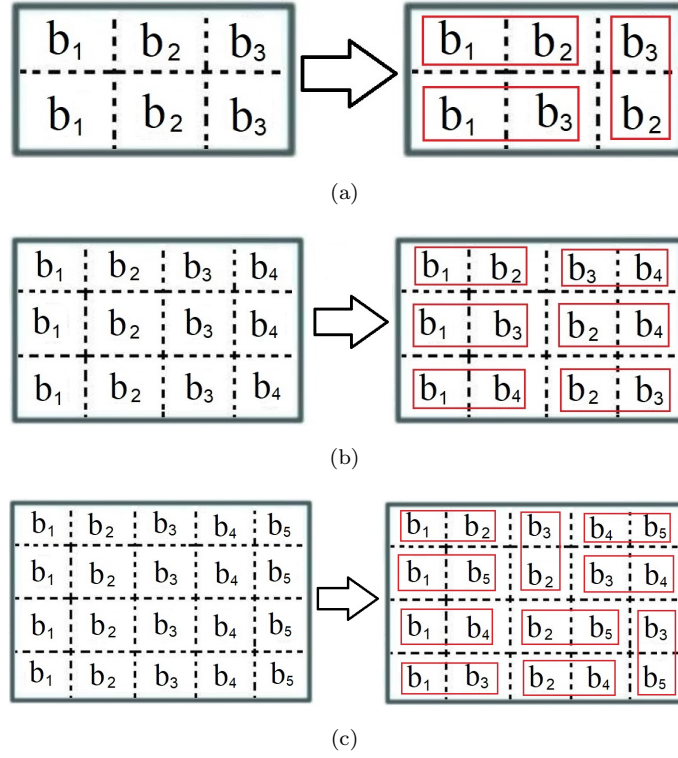 b₁ b₂ b₃ b₁ b₂ b₃
b₁ b₂ b₃ b₁ b₃ b₂
(a)
b₁ b₂ b₃ b₄ b₁ b₂ b₃ b₄
b₁ b₂ b₃ b₄ b₁ b₃ b₂ b₄
b₁ b₂ b₃ b₄ b₁ b₄ b₂ b₃
(b)
b₁ b₂ b₃ b₄ b₅ b₁ b₂ b₃ b₄ b₅
b₁ b₂ b₃ b₄ b₅ b₁ b₅ b₂ b₃ b₄
b₁ b₂ b₃ b₄ b₅ b₁ b₄ b₂ b₅ b₃
b₁ b₂ b₃ b₄ b₅ b₁ b₃ b₂ b₄ b₅
(c)